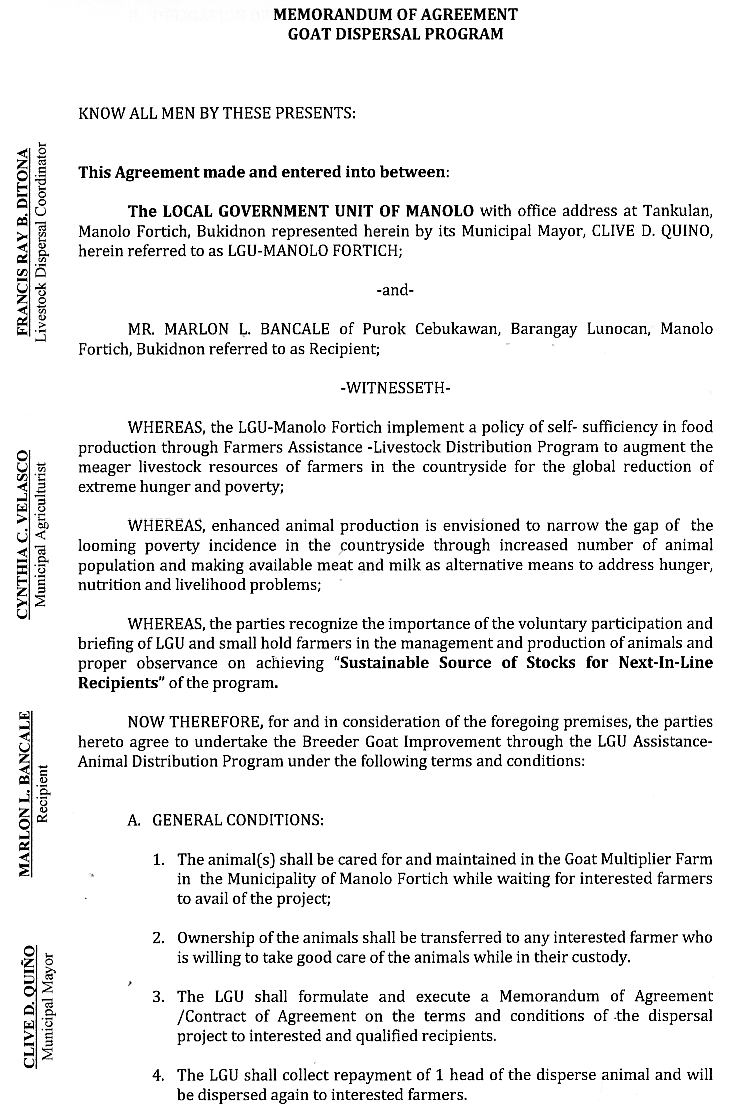 MEMORANDUM OF AGREEMENT
GOAT DISPERSAL PROGRAM
KNOW ALL MEN BY THESE PRESENTS:
This Agreement made and entered into between:
The LOCAL GOVERNMENT UNIT OF MANOLO with office address at Tankulan,
Manolo Fortich, Bukidnon represented herein by its Municipal Mayor, CLIVE D. QUINO,
herein referred to as LGU-MANOLO FORTICH;
-and-
MR. MARLON L. BANCALE of Purok Cebukawan, Barangay Lunocan, Manolo
Fortich, Bukidnon referred to as Recipient;
-WITNESSETH-
WHEREAS, the LGU-Manolo Fortich implement a policy of self- sufficiency in food
production through Farmers Assistance -Livestock Distribution Program to augment the
meager livestock resources of farmers in the countryside for the global reduction of
extreme hunger and poverty;
WHEREAS, enhanced animal production is envisioned to narrow the gap of the
looming poverty incidence in the countryside through increased number of animal
population and making available meat and milk as alternative means to address hunger,
nutrition and livelihood problems;
WHEREAS, the parties recognize the importance of the voluntary participation and
briefing of LGU and small hold farmers in the management and production of animals and
proper observance on achieving "Sustainable Source of Stocks for Next-In-Line
Recipients" of the program.
NOW THEREFORE, for and in consideration of the foregoing premises, the parties
hereto agree to undertake the Breeder Goat Improvement through the LGU Assistance-
Animal Distribution Program under the following terms and conditions:
A. GENERAL CONDITIONS:
1. The animal(s) shall be cared for and maintained in the Goat Multiplier Farm
in the Municipality of Manolo Fortich while waiting for interested farmers
to avail of the project;
2. Ownership of the animals shall be transferred to any interested farmer who
is willing to take good care of the animals while in their custody.
3. The LGU shall formulate and execute a Memorandum of Agreement
/Contract of Agreement on the terms and conditions of the dispersal
project to interested and qualified recipients.
4. The LGU shall collect repayment of 1 head of the disperse animal and will
be dispersed again to interested farmers.
FRANCIS RAY B. DITONA
Livestock Dispersal Coordinator
CYNTHIA C. VELASCO
Municipal Agriculturist
MARLON L. BANCALE
Recipient
CLIVE D. QUIÑO
Municipal Mayor